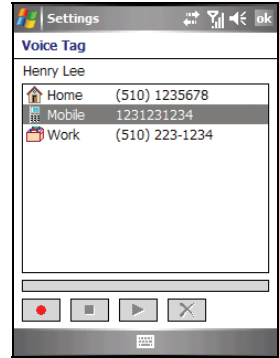 Settings ok
Voice Tag
Henry Lee
Home (510) 1235678
Mobile 1231231234
Work (510) 223-1234